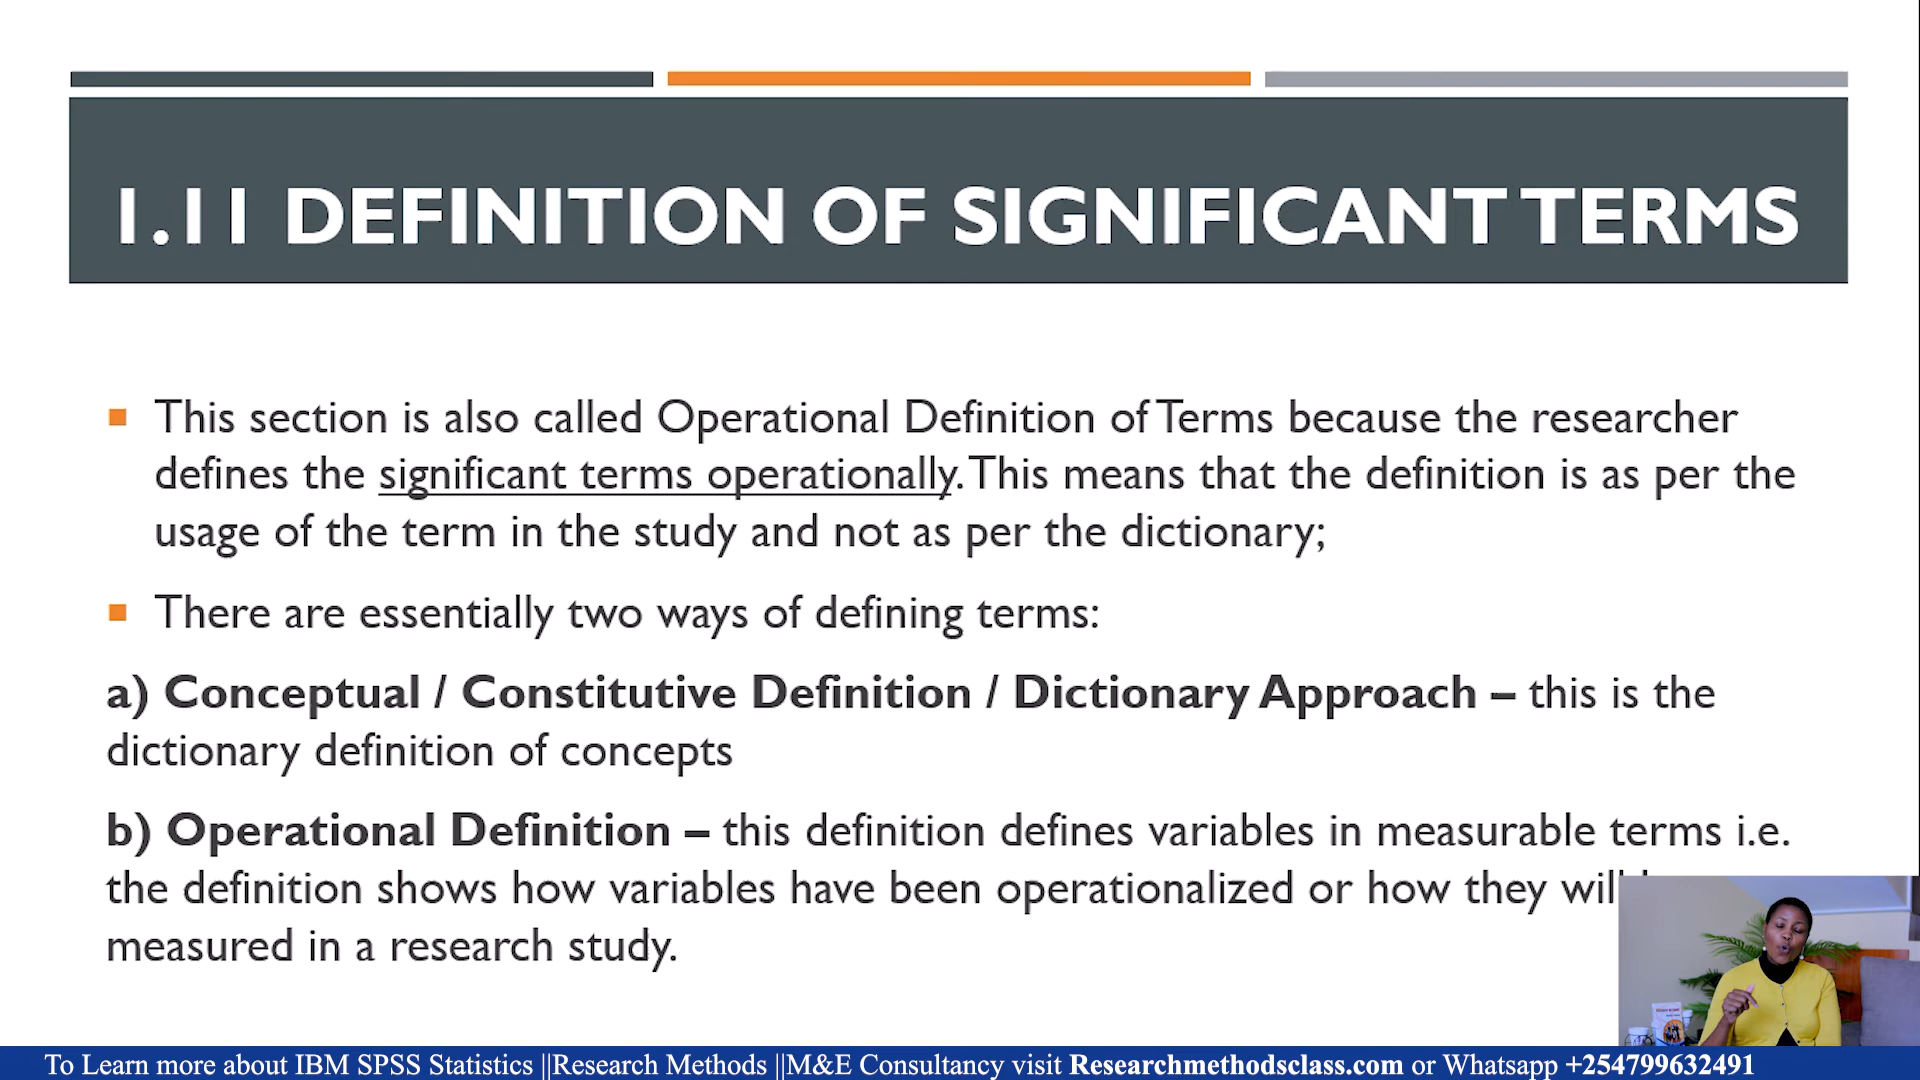 1.11 DEFINITION OF SIGNIFICANT TERMS
▪ This section is also called Operational Definition of Terms because the researcher
defines the significant terms operationally. This means that the definition is as per the
usage of the term in the study and not as per the dictionary;
▪ There are essentially two ways of defining terms:
a) Conceptual / Constitutive Definition / Dictionary Approach – this is the
dictionary definition of concepts
b) Operational Definition – this definition defines variables in measurable terms i.e.
the definition shows how variables have been operationalized or how they will
measured in a research study.
To Learn more about IBM SPSS Statistics ||Research Methods ||M&E Consultancy visit Researchmethodsclass.com or Whatsapp +254799632491